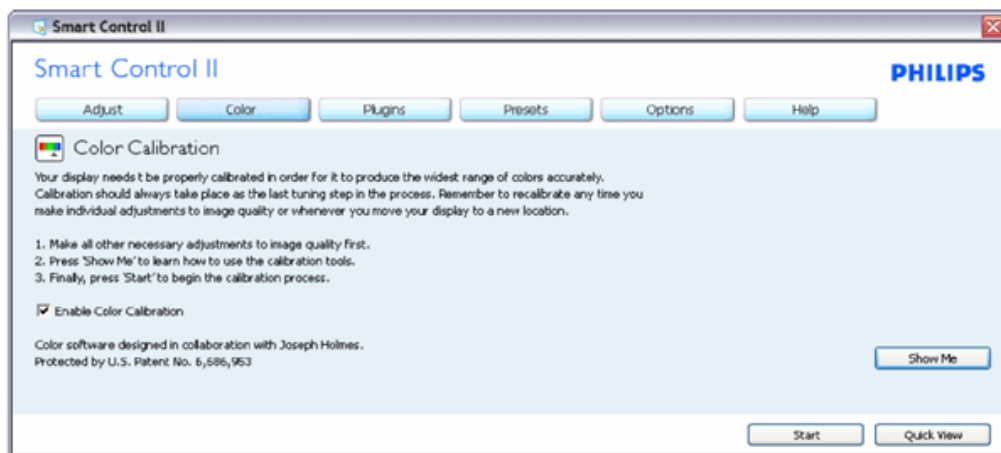 Smart Control II
Smart Control II
PHILIPS
Adjust Color Plugins Presets Options Help
Color Calibration
Your display needs t be properly calibrated in order for it to produce the widest range of colors accurately.
Calibration should always take place as the last tuning step in the process. Remember to recalibrate any time you
make individual adjustments to image quality or whenever you move your display to a new location.
1. Make all other necessary adjustments to image quality first.
2. Press 'Show Me' to learn how to use the calibration tools.
3. Finally, press 'Start' to begin the calibration process.
Enable Color Calibration
Color software designed in collaboration with Joseph Holmes.
Protected by U.S. Patent No. 6,686,953
Show Me
Start Quick View